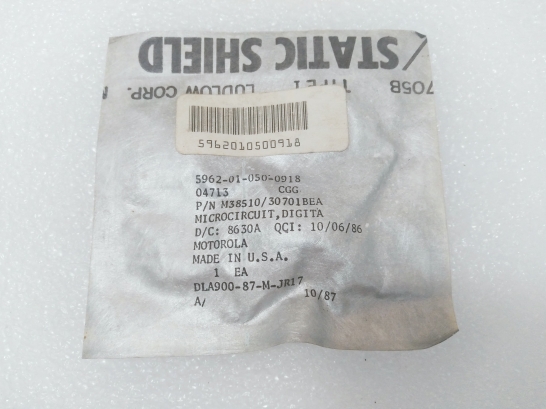 /STATIC SHIELD
705B TYPE I LUDLOW CORP.
5962010500918
5962-01-050-0918
04713 CGG
P/N M38510/30701BEA
MICROCIRCUIT,DIGITA
D/C: 8630A QCI: 10/06/86
MOTOROLA
MADE IN U.S.A.
1 EA
DLA900-87-M-JR17
A/ 10/87